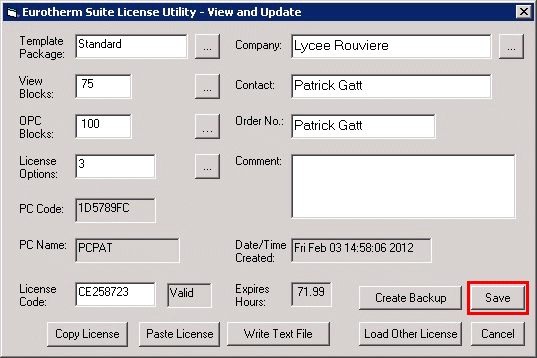 Eurotherm Suite License Utility - View and Update
Template Package: Standard ... Company: Lycee Rouviere ...
View Blocks: 75 ... Contact: Patrick Gatt
OPC Blocks: 100 ... Order No.: Patrick Gatt
License Options: 3 ... Comment:
PC Code: 1D5789FC
PC Name: PCPAT Date/Time Created: Fri Feb 03 14:58:06 2012
License Code: CE258723 Valid Expires Hours: 71.99 Create Backup Save
Copy License Paste License Write Text File Load Other License Cancel